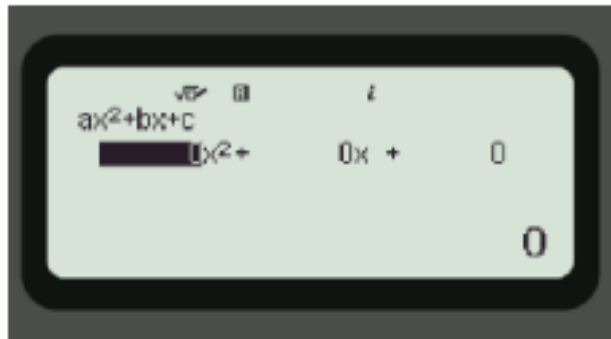 √▱ ▣ i
ax²+bx+c
0x²+ 0x + 0
0